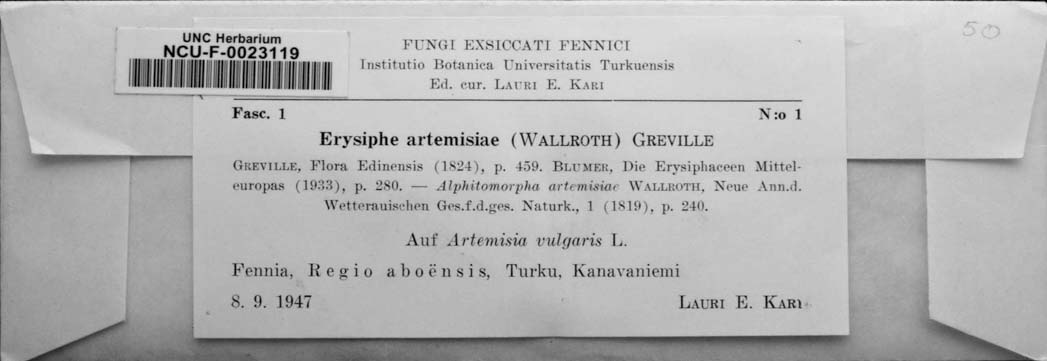 50
UNC Herbarium
NCU-F-0023119
FUNGI EXSICCATI FENNICI
Institutio Botanica Universitatis Turkuensis
Ed. cur. LAURI E. KARI
Fasc. 1 N:o 1
Erysiphe artemisiae (WALLROTH) GREVILLE
GREVILLE, Flora Edinensis (1824), p. 459. BLUMER, Die Erysiphaceen Mittel-
europas (1933), p. 280. — Alphitomorpha artemisiae WALLROTH, Neue Ann.d.
Wetterauischen Ges.f.d.ges. Naturk., 1 (1819), p. 240.
Auf Artemisia vulgaris L.
Fennia, Regio aboënsis, Turku, Kanavaniemi
8. 9. 1947 LAURI E. KARI